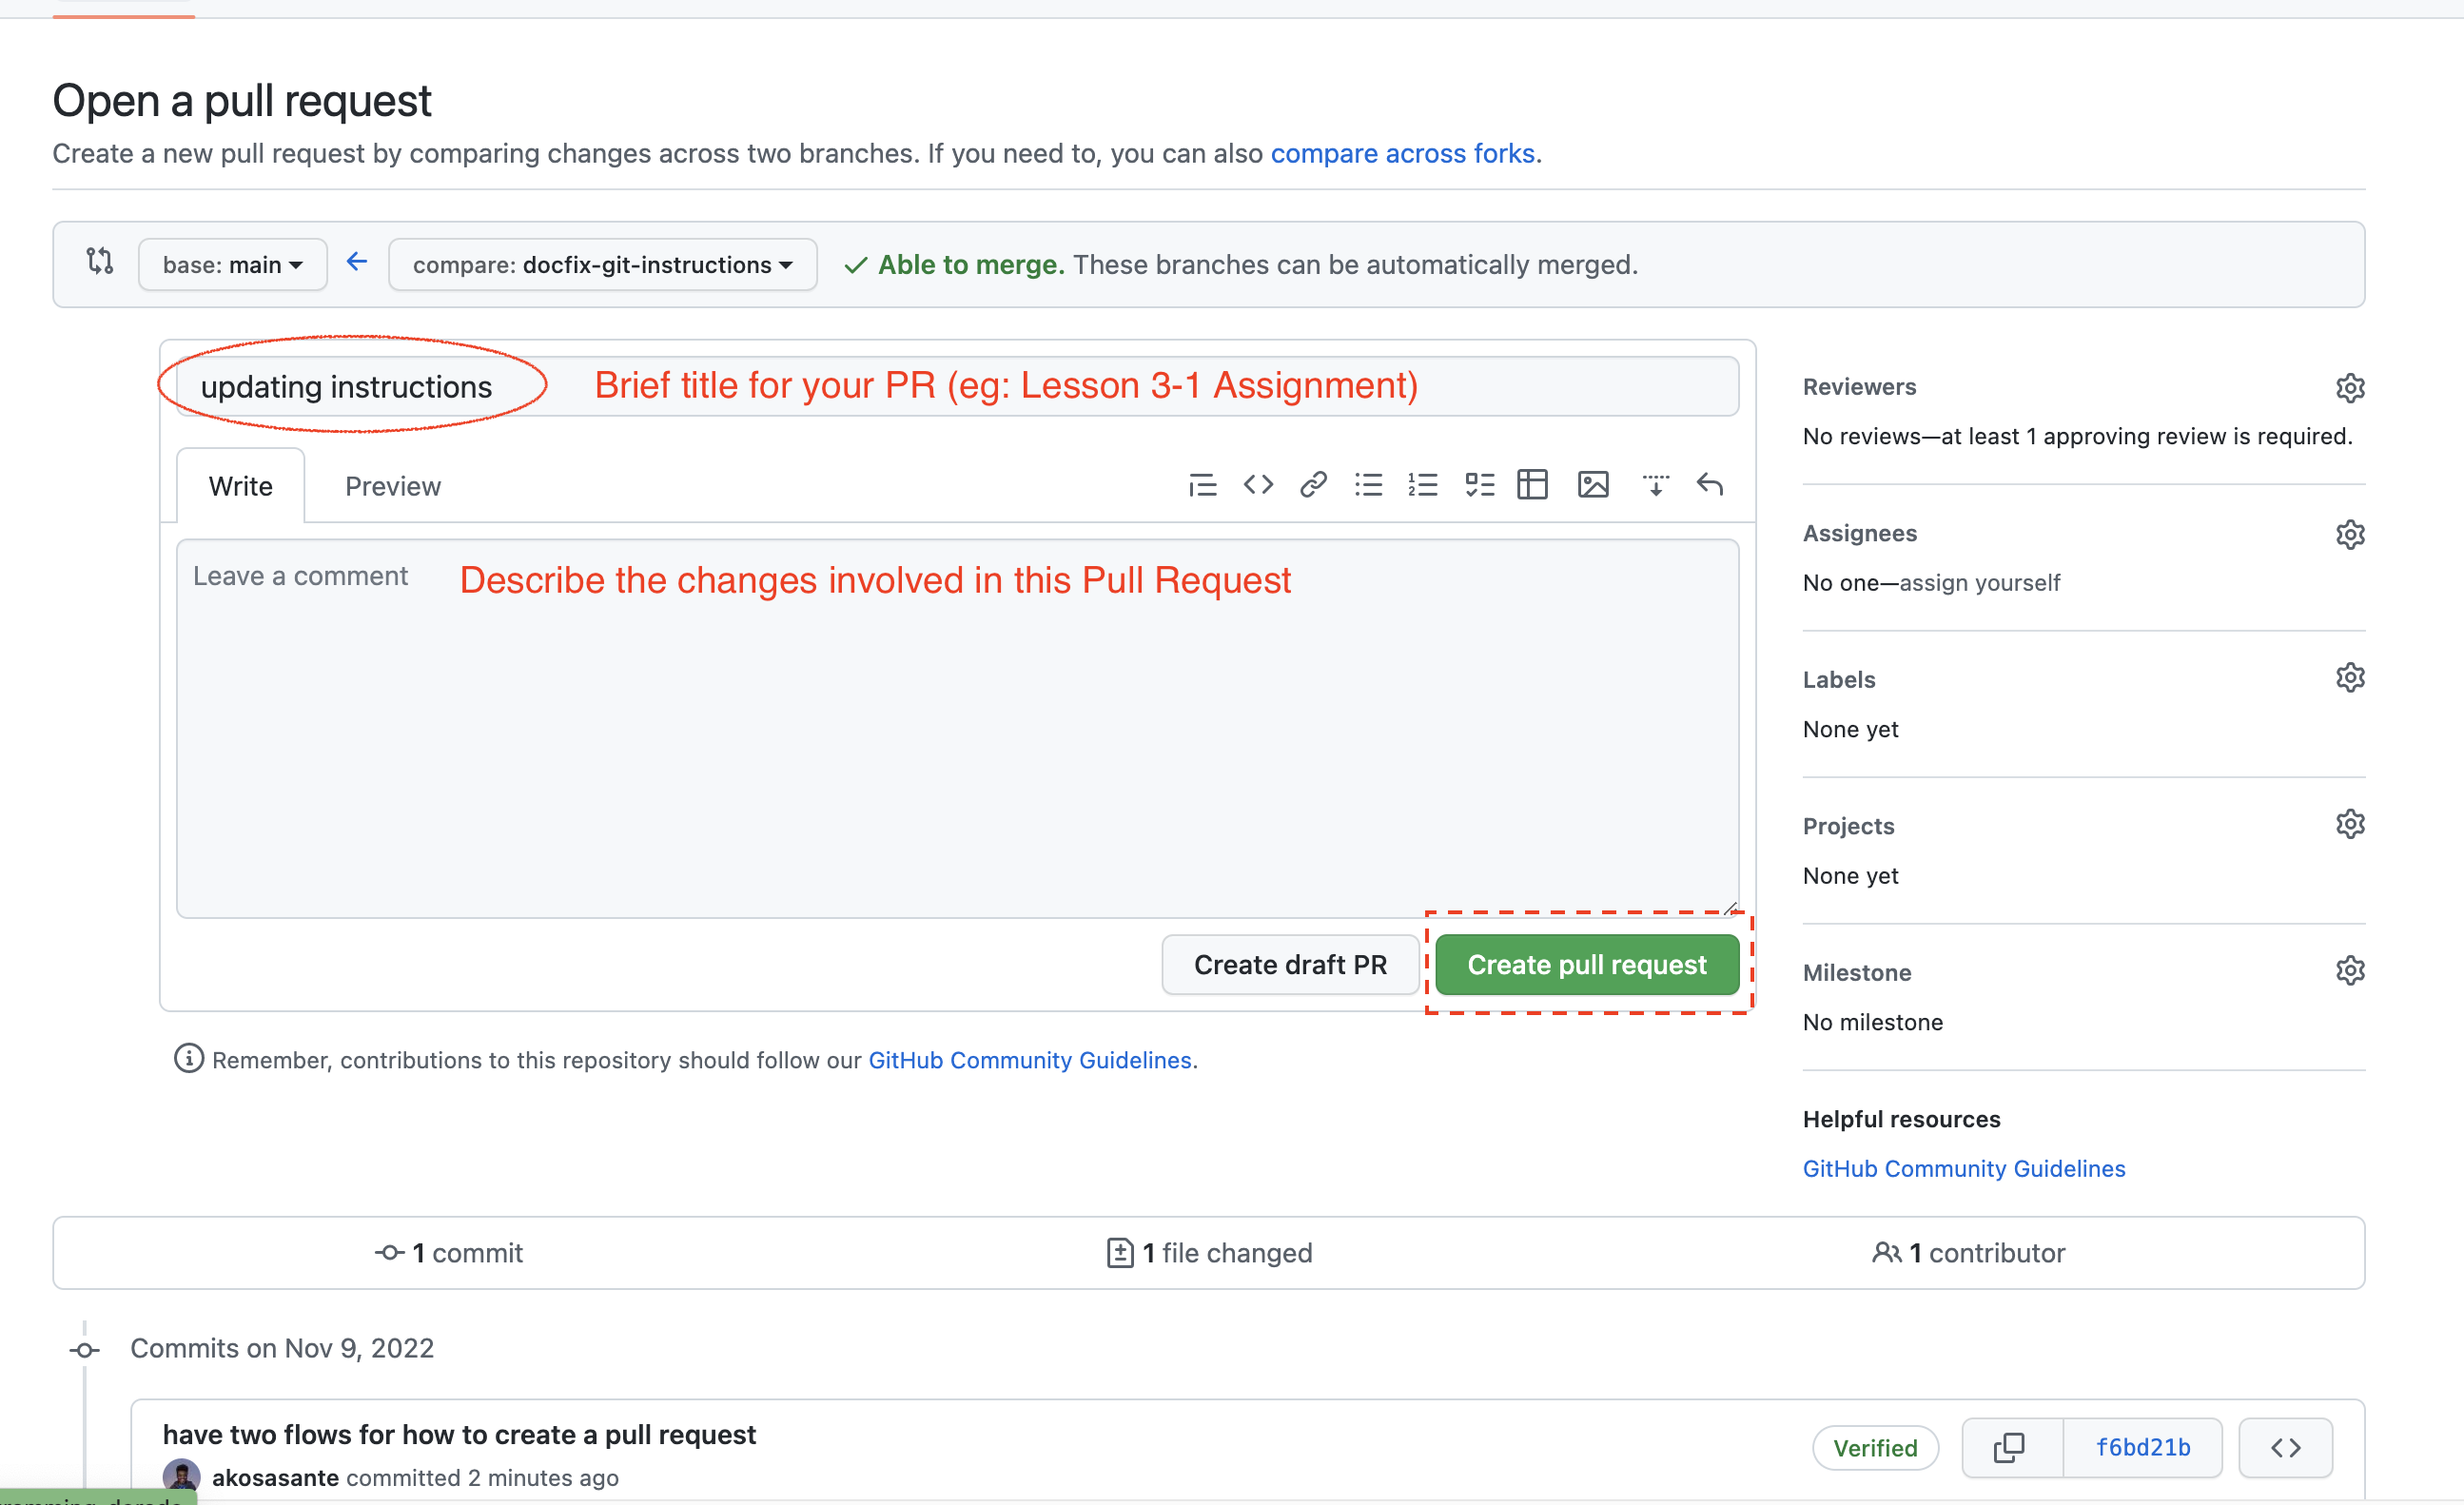 Open a pull request
Create a new pull request by comparing changes across two branches. If you need to, you can also compare across forks.
base: main compare: docfix-git-instructions Able to merge. These branches can be automatically merged.
updating instructions Brief title for your PR (eg: Lesson 3-1 Assignment)
Write Preview
Leave a comment Describe the changes involved in this Pull Request
Create draft PR Create pull request
Remember, contributions to this repository should follow our GitHub Community Guidelines.
Reviewers
No reviews—at least 1 approving review is required.
Assignees
No one—assign yourself
Labels
None yet
Projects
None yet
Milestone
No milestone
Helpful resources
GitHub Community Guidelines
1 commit 1 file changed 1 contributor
Commits on Nov 9, 2022
have two flows for how to create a pull request
akosasante committed 2 minutes ago
Verified f6bd21b